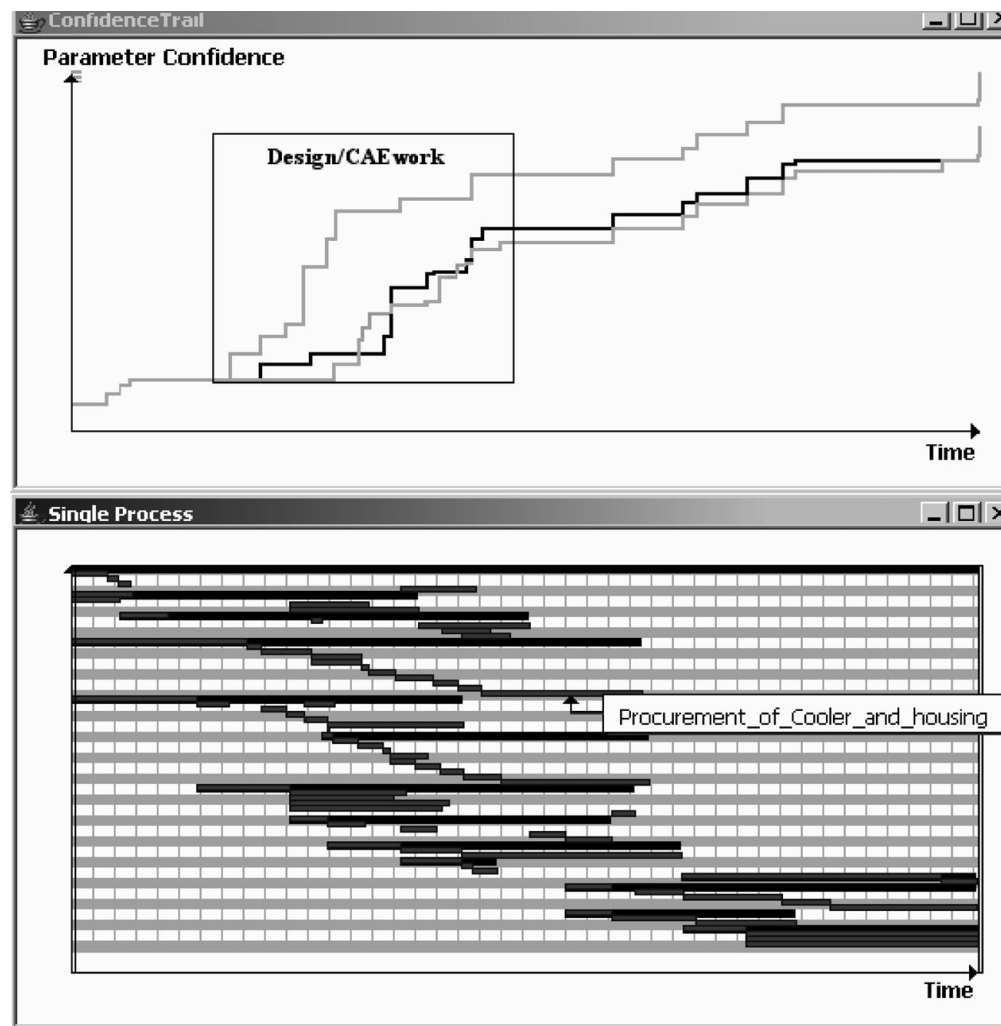 ConfidenceTrail
Parameter Confidence
Design/CAEwork
Time
Single Process
Procurement_of_Cooler_and_housing
Time